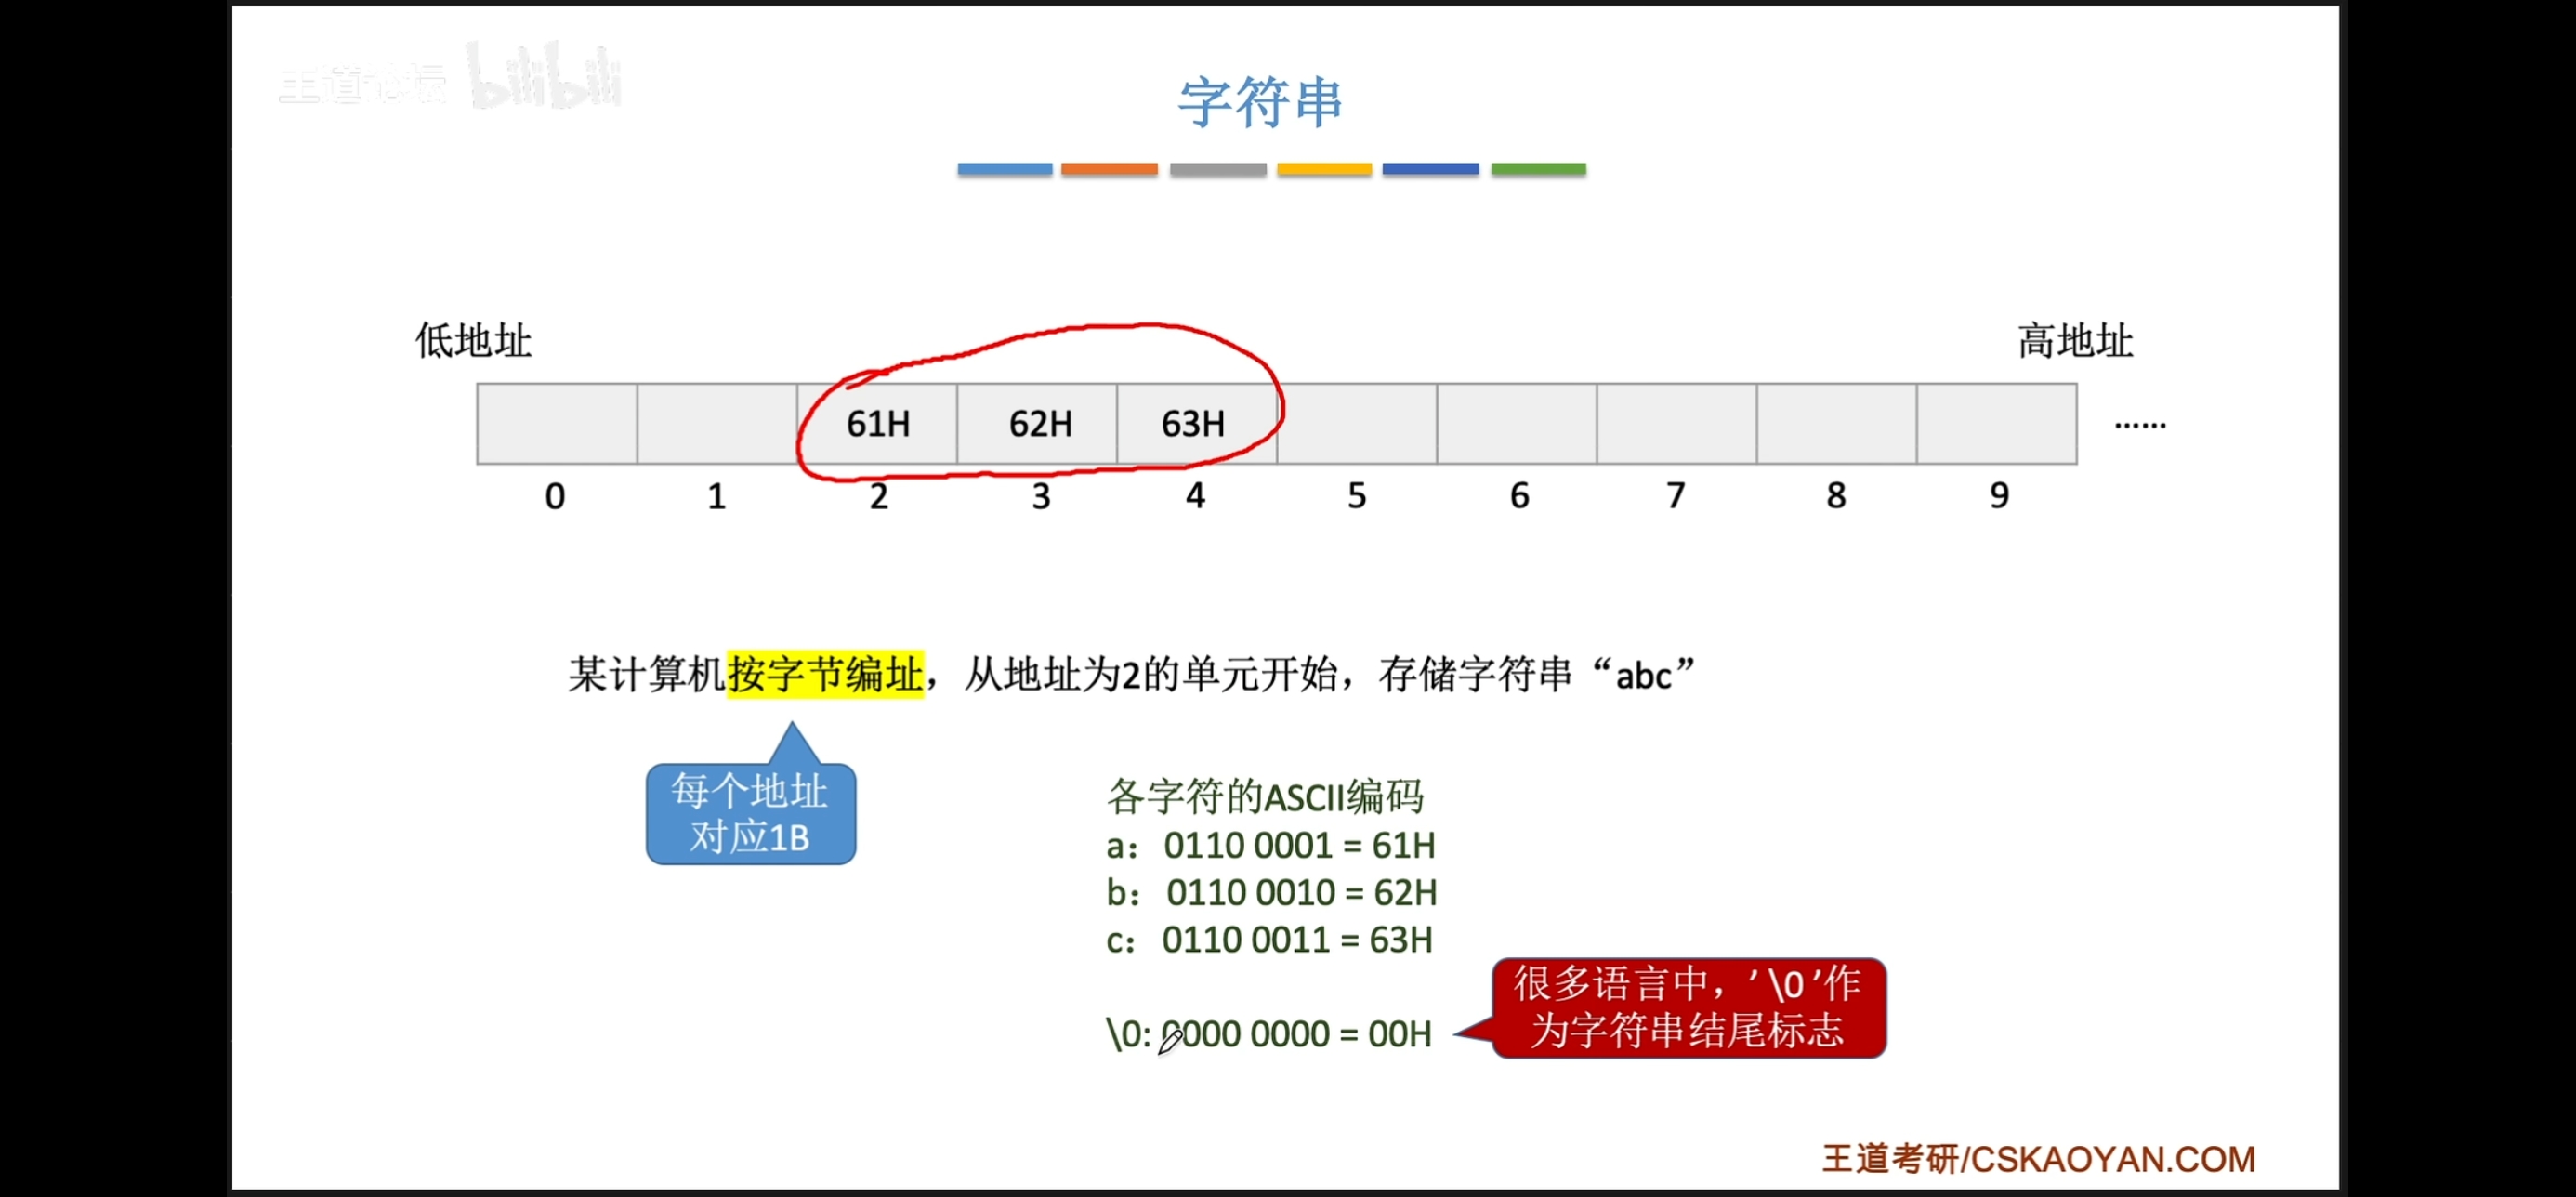 王道论坛 bilibili
字符串
低地址
高地址
61H 62H 63H ······
0 1 2 3 4 5 6 7 8 9
某计算机按字节编址，从地址为2的单元开始，存储字符串“abc”
每个地址
对应1B
各字符的ASCII编码
a： 0110 0001 = 61H
b： 0110 0010 = 62H
c： 0110 0011 = 63H
\0: 0000 0000 = 00H
很多语言中，’\0’作
为字符串结尾标志
王道考研/CSKAOYAN.COM